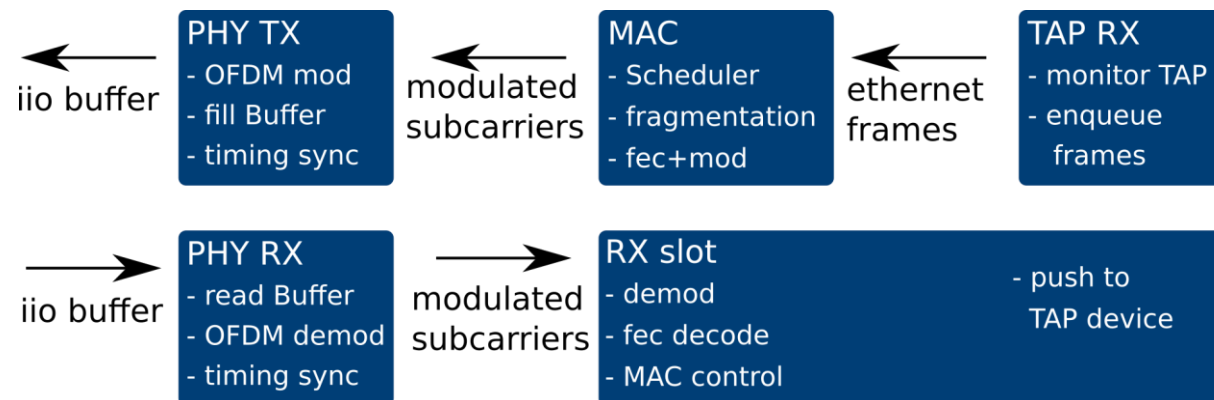 iio buffer
PHY TX
- OFDM mod
- fill Buffer
- timing sync
modulated
subcarriers
MAC
- Scheduler
- fragmentation
- fec+mod
ethernet
frames
TAP RX
- monitor TAP
- enqueue
frames
iio buffer
PHY RX
- read Buffer
- OFDM demod
- timing sync
modulated
subcarriers
RX slot
- demod
- fec decode
- MAC control
- push to
TAP device